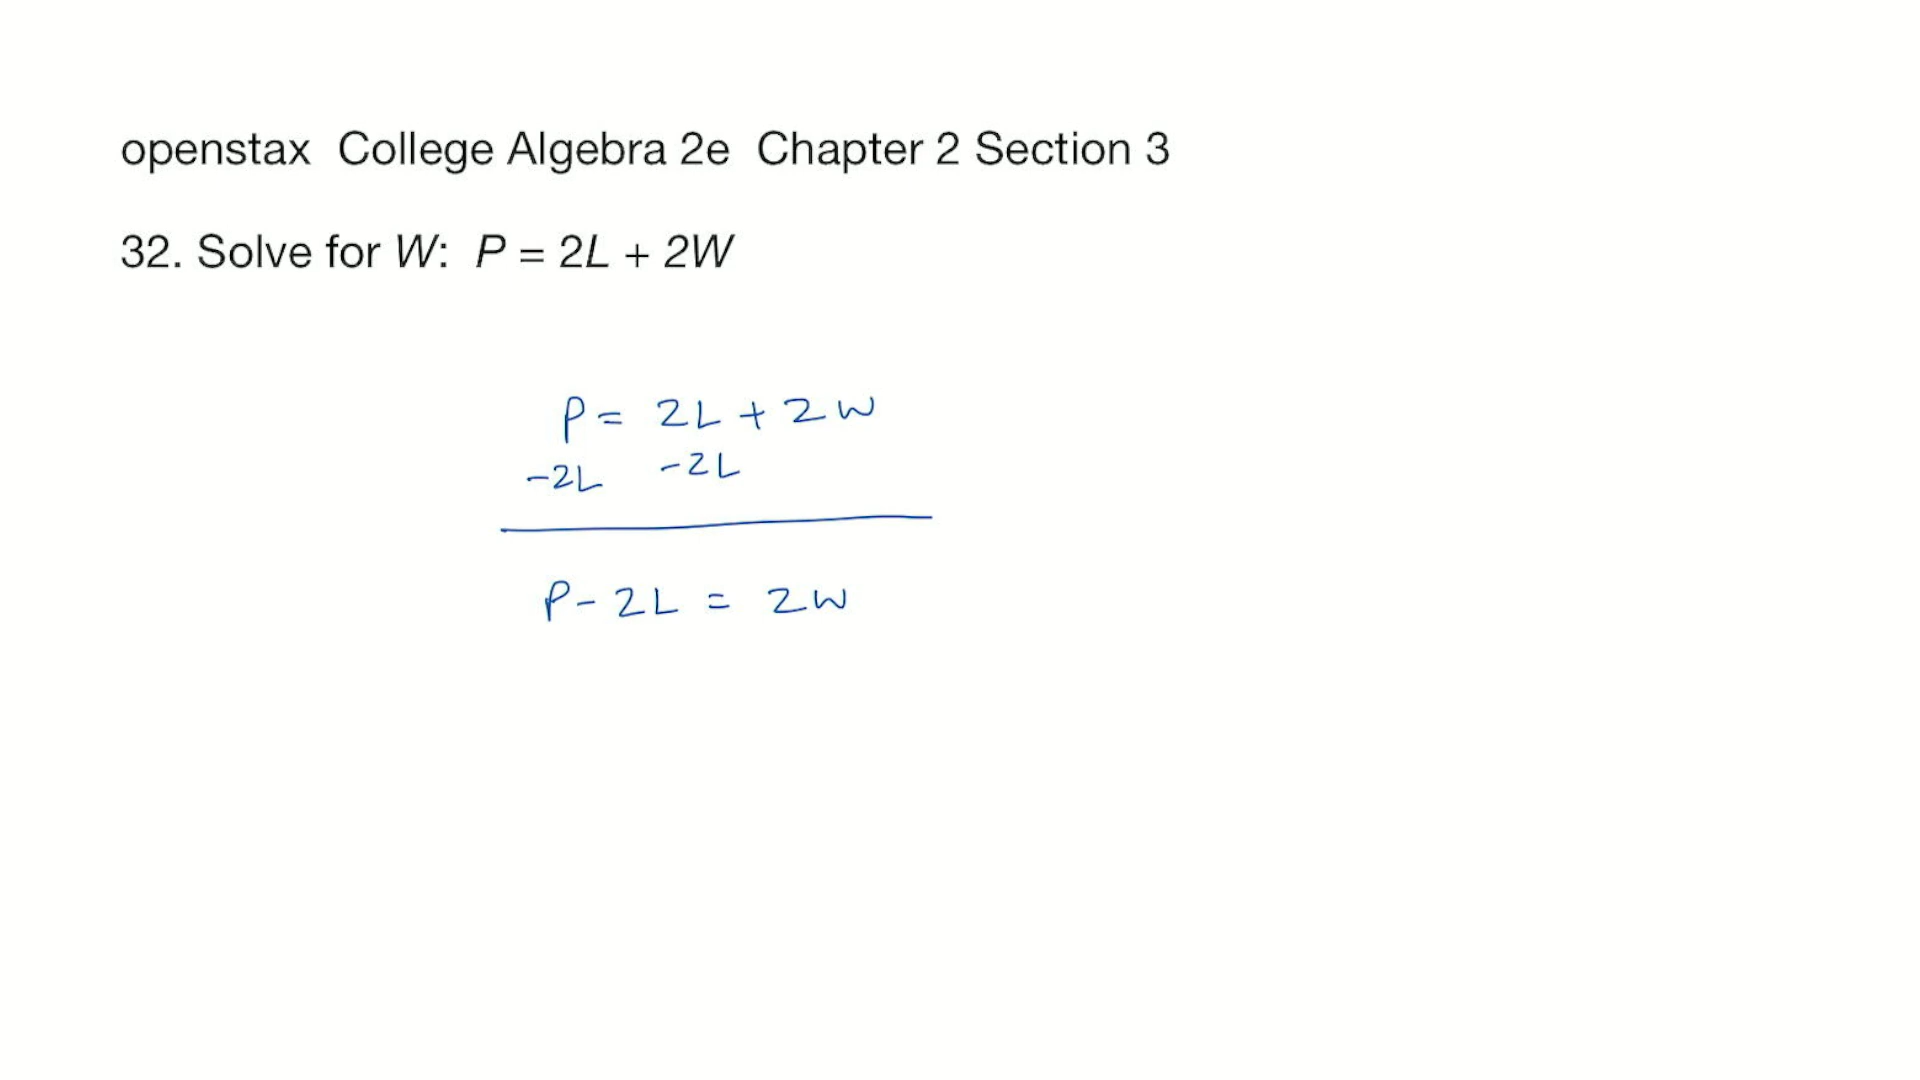 openstax College Algebra 2e Chapter 2 Section 3
32. Solve for W: P = 2L + 2W
P = 2L + 2W
-2L -2L
P - 2L = 2W